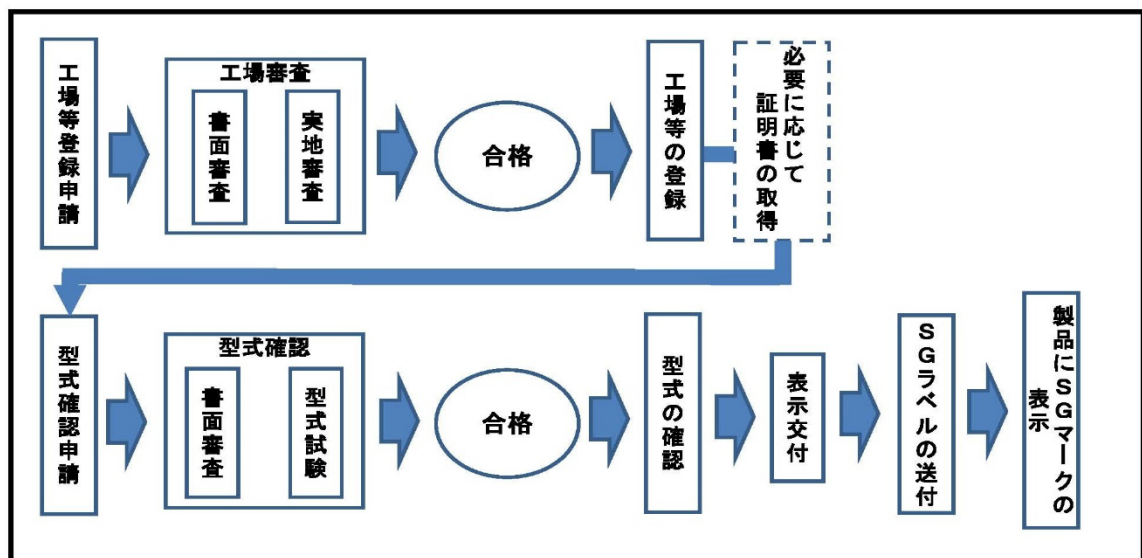 工場等登録申請
工場審査
書面審査
実地審査
合格
工場等の登録
必要に応じて
証明書の取得
型式確認申請
型式確認
書面審査
型式試験
合格
型式の確認
表示交付
ＳＧラベルの送付
製品にＳＧマークの
表示